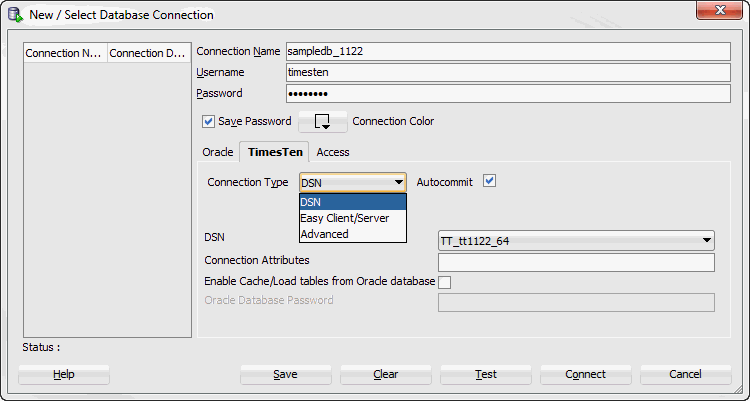 New / Select Database Connection
Connection N... Connection D...
Connection Name sampledb_1122
Username timesten
Password ••••••••
Save Password Connection Color
Oracle TimesTen Access
Connection Type DSN Autocommit
DSN
Easy Client/Server
Advanced
DSN TT_tt1122_64
Connection Attributes
Enable Cache/Load tables from Oracle database
Oracle Database Password
Status :
Help Save Clear Test Connect Cancel